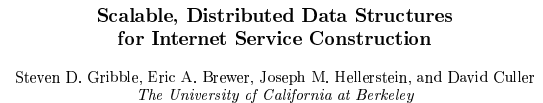 Scalable, Distributed Data Structures
for Internet Service Construction
Steven D. Gribble, Eric A. Brewer, Joseph M. Hellerstein, and David Culler
The University of California at Berkeley